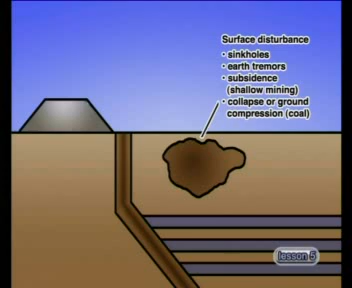 Surface disturbance
· sinkholes
· earth tremors
· subsidence
(shallow mining)
· collapse or ground
compression (coal)
lesson 5